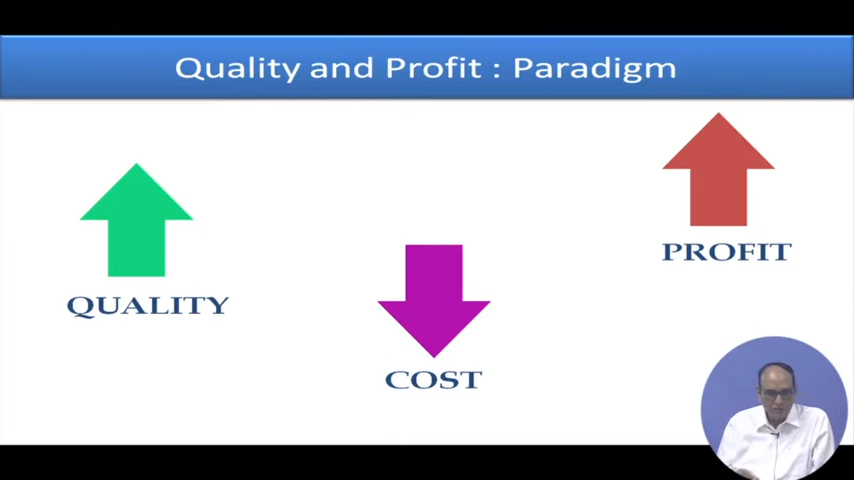 Quality and Profit : Paradigm
PROFIT
QUALITY
COST